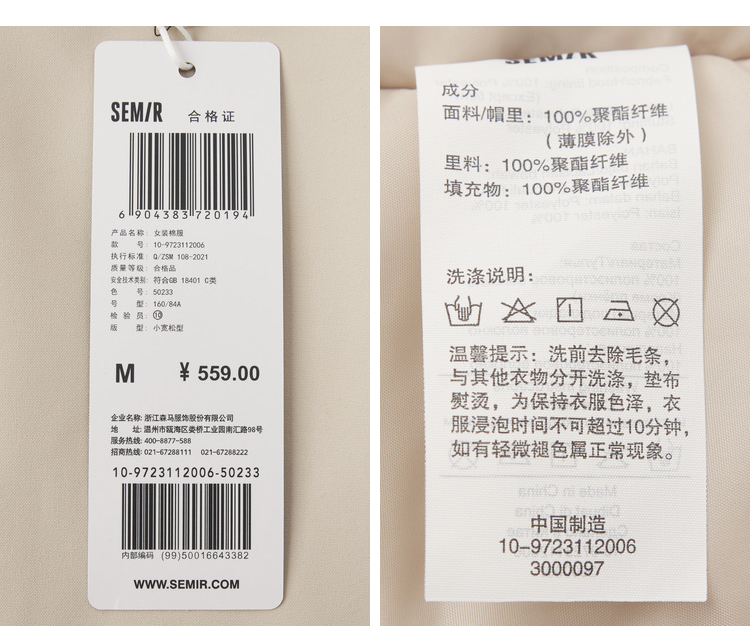 SEMIR 合格证
6 904383 720194
产品名称: 女装棉服
款 号: 10-9723112006
执行标准: Q/ZSM 108-2021
质量等级: 合格品
安全技术类别: 符合GB 18401 C类
色 号: 50233
号 型: 160/84A
检 验 员: ⑩
版 型: 小宽松型
M ¥ 559.00
企业名称: 浙江森马服饰股份有限公司
地 址: 温州市瓯海区娄桥工业园南汇路98号
服务热线: 400-8877-588
招商热线: 021-67288111 021-67288222
10-9723112006-50233
内部编码 (99)50016643382
WWW.SEMIR.COM
SEMIR
成分
面料/帽里: 100%聚酯纤维
(薄膜除外)
里料: 100%聚酯纤维
填充物: 100%聚酯纤维
洗涤说明:
温馨提示: 洗前去除毛条,
与其他衣物分开洗涤, 垫布
熨烫, 为保持衣服色泽, 衣
服浸泡时间不可超过10分钟,
如有轻微褪色属正常现象。
中国制造
10-9723112006
3000097